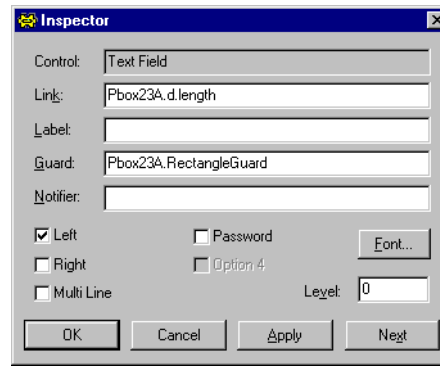 Inspector
Control: Text Field
Link: Pbox23A.d.length
Label:
Guard: Pbox23A.RectangleGuard
Notifier:
Left Password Font...
Right Option 4
Multi Line Level: 0
OK Cancel Apply Next